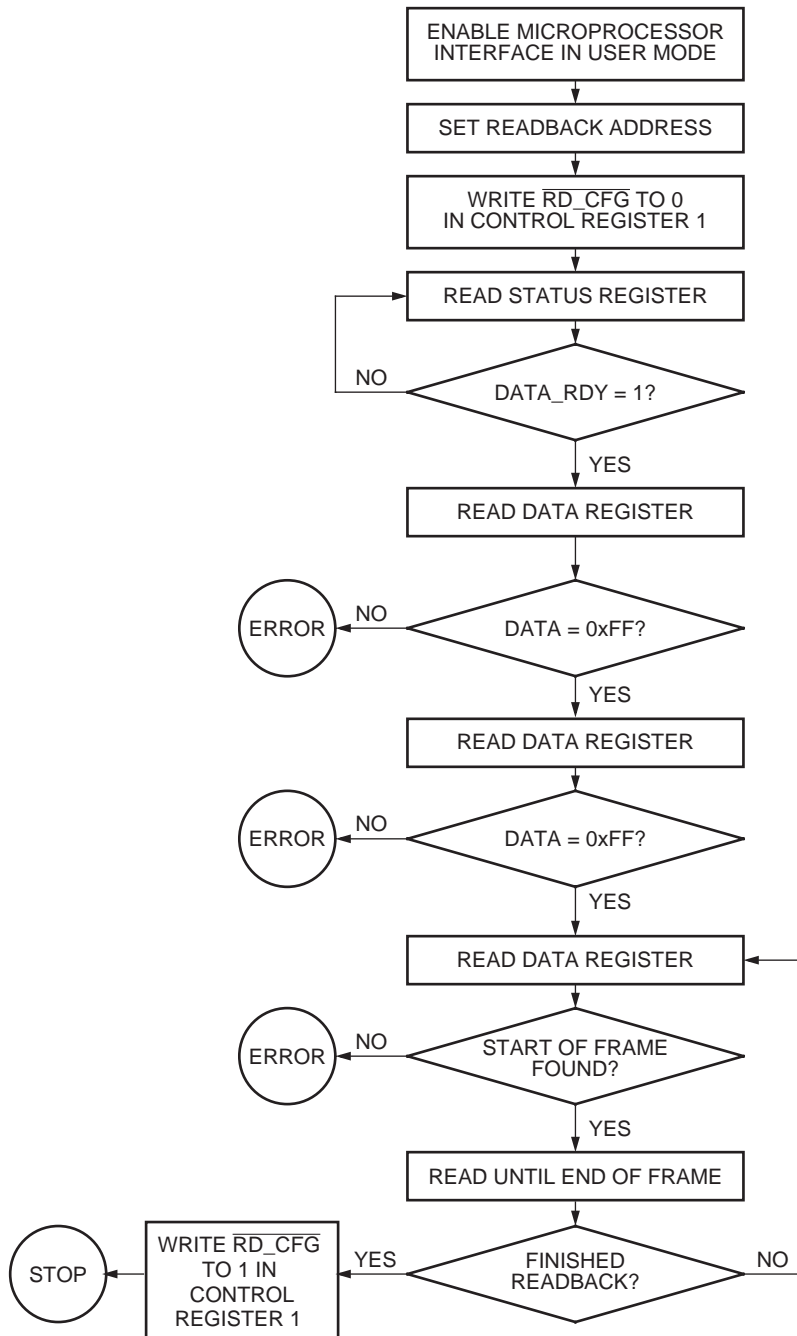 ENABLE MICROPROCESSOR
INTERFACE IN USER MODE
SET READBACK ADDRESS
WRITE RD_CFG TO 0
IN CONTROL REGISTER 1
READ STATUS REGISTER
NO
DATA_RDY = 1?
YES
READ DATA REGISTER
ERROR
NO
DATA = 0xFF?
YES
READ DATA REGISTER
ERROR
NO
DATA = 0xFF?
YES
READ DATA REGISTER
ERROR
NO
START OF FRAME
FOUND?
YES
READ UNTIL END OF FRAME
STOP
WRITE RD_CFG
TO 1 IN
CONTROL
REGISTER 1
YES
FINISHED
READBACK?
NO